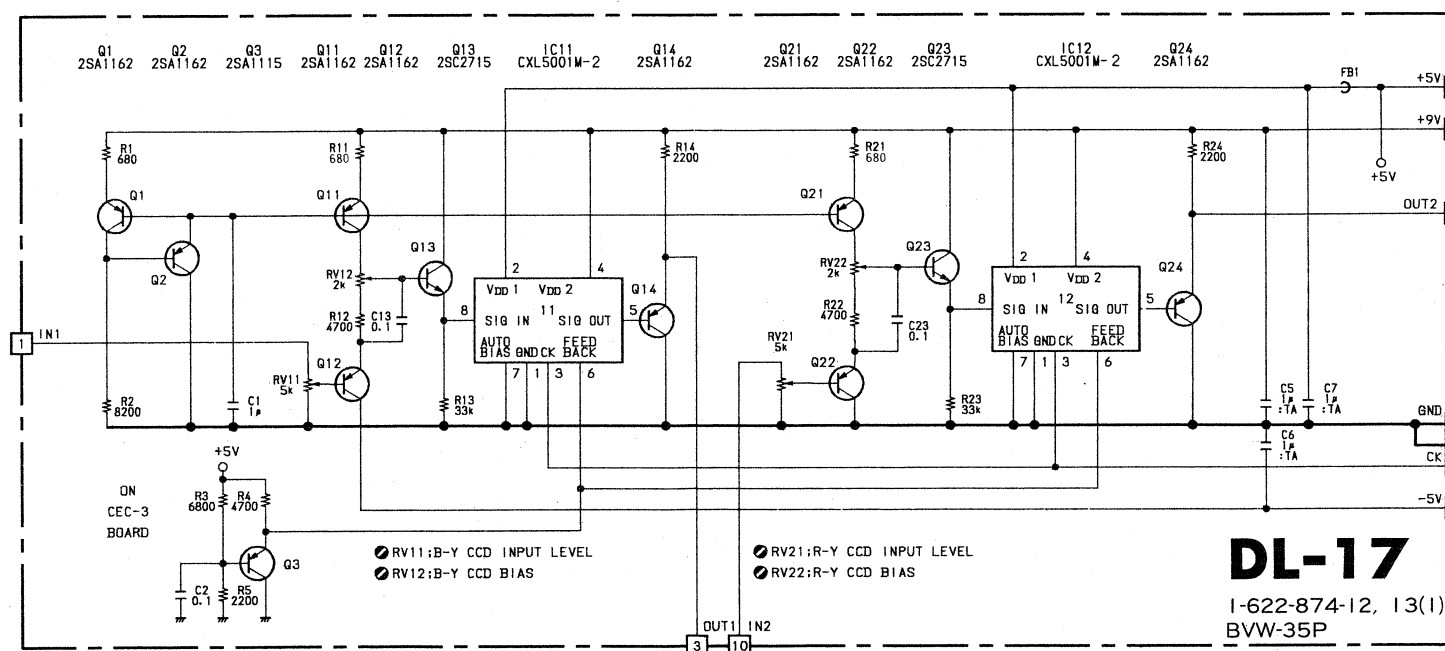 Q1 Q2 Q3 Q11 Q12 Q13 IC11 Q14 Q21 Q22 Q23 IC12 Q24
2SA1162 2SA1162 2SA1115 2SA1162 2SA1162 2SC2715 CXL5001M-2 2SA1162 2SA1162 2SA1162 2SC2715 CXL5001M-2 2SA1162
FB1 +5V
+9V
R1 680
R11 680
R14 2200
R21 680
R24 2200
+5V
Q1
Q11
Q21
OUT2
Q2
Q13
Q23
RV12 2k
RV22 2k
2 4
2 4
Q14
Q24
VDD 1 VDD 2
VDD 1 VDD 2
R12 4700
C13 0.1
8 SIG IN 11 SIG OUT 5
R22 4700
C23 0.1
8 SIG IN 12 SIG OUT 5
1 IN1
AUTO BIAS GND CK FEED BACK
RV21 5k
AUTO BIAS GND CK FEED BACK
Q12
Q22
7 1 3 6
7 1 3 6
RV11 5k
R2 8200
C1 1μ
R13 33k
R23 33k
C5 1μ :TA
C7 1μ :TA
GND
C6 1μ :TA
CK
+5V
-5V
ON
CEC-3
BOARD
R3 6800
R4 4700
Q3
C2 0.1
R5 2200
RV11;B-Y CCD INPUT LEVEL
RV12;B-Y CCD BIAS
RV21;R-Y CCD INPUT LEVEL
RV22;R-Y CCD BIAS
DL-17
1-622-874-12, 13(1)
BVW-35P
OUT1 IN2
3 10